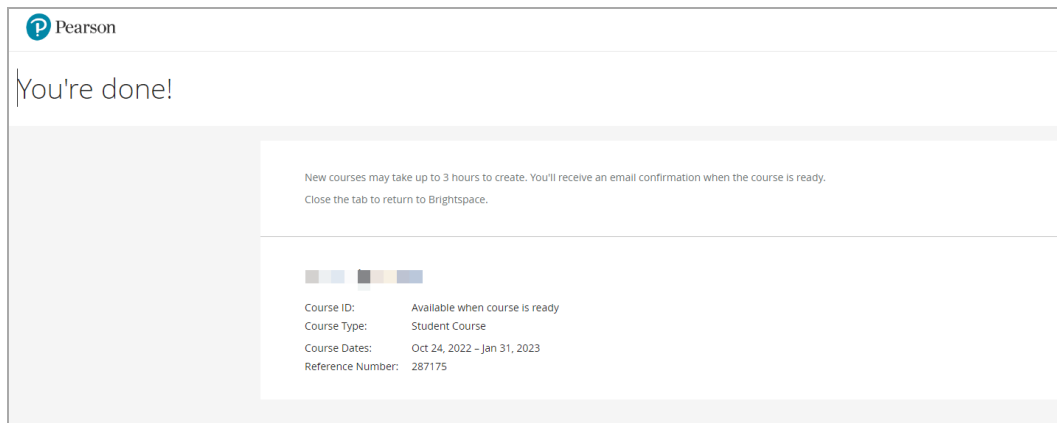 Pearson
You're done!
New courses may take up to 3 hours to create. You'll receive an email confirmation when the course is ready.
Close the tab to return to Brightspace.
Course ID: Available when course is ready
Course Type: Student Course
Course Dates: Oct 24, 2022 – Jan 31, 2023
Reference Number: 287175